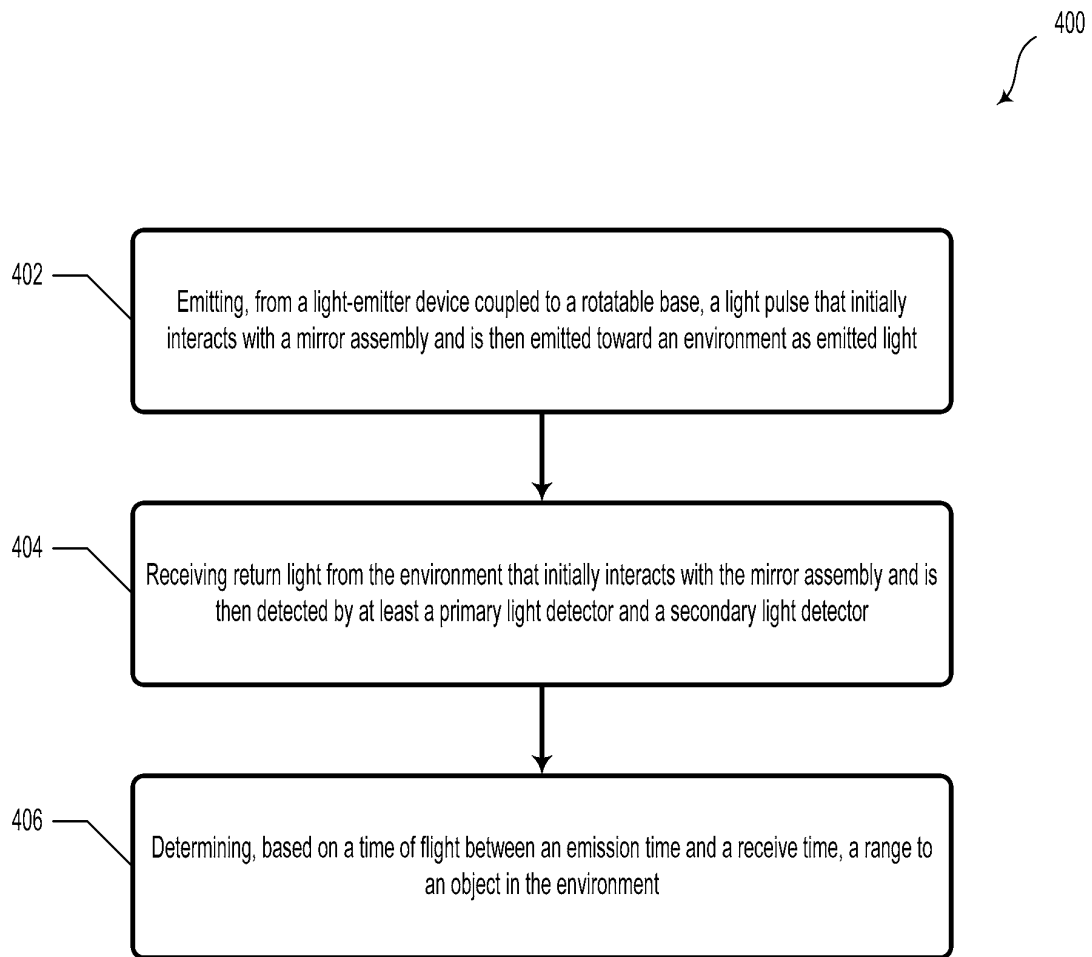 400
402
Emitting, from a light-emitter device coupled to a rotatable base, a light pulse that initially
interacts with a mirror assembly and is then emitted toward an environment as emitted light
404
Receiving return light from the environment that initially interacts with the mirror assembly and is
then detected by at least a primary light detector and a secondary light detector
406
Determining, based on a time of flight between an emission time and a receive time, a range to
an object in the environment